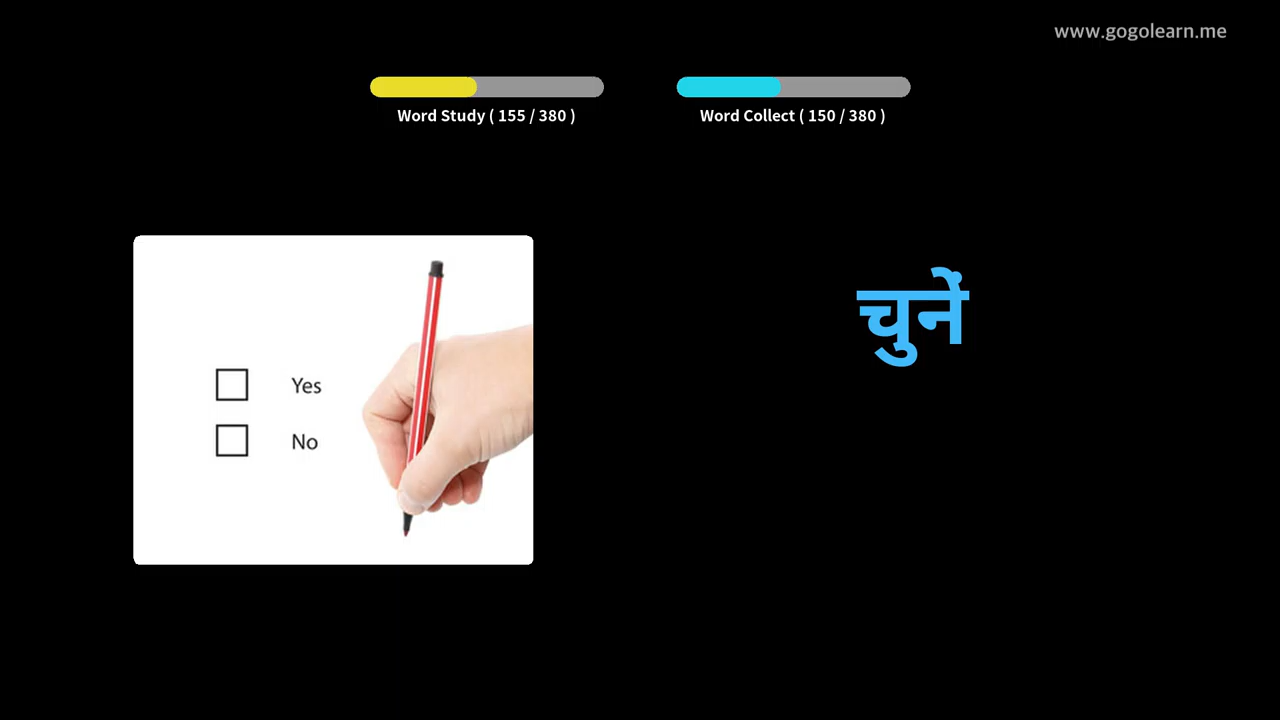 www.gogolearn.me
Word Study ( 155 / 380 )
Word Collect ( 150 / 380 )
चुनें
Yes
No